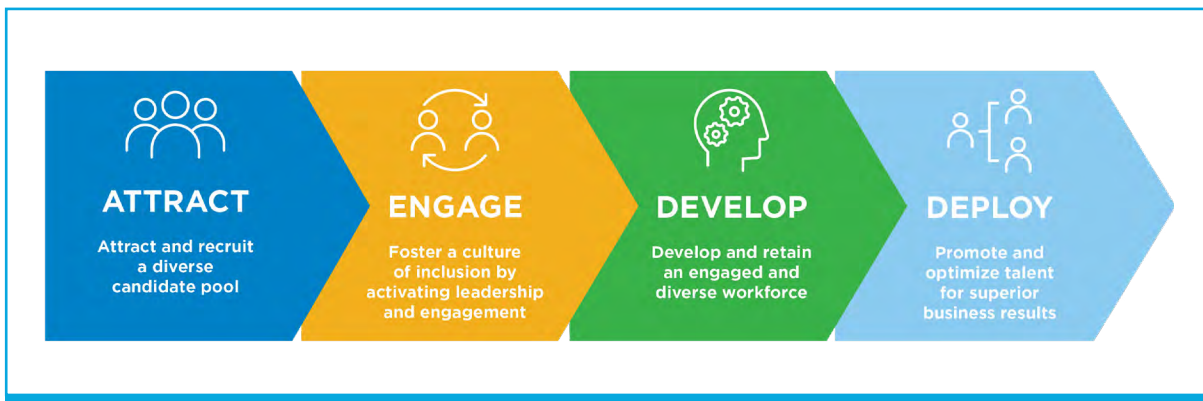 ATTRACT
Attract and recruit
a diverse
candidate pool
ENGAGE
Foster a culture
of inclusion by
activating leadership
and engagement
DEVELOP
Develop and retain
an engaged and
diverse workforce
DEPLOY
Promote and
optimize talent
for superior
business results